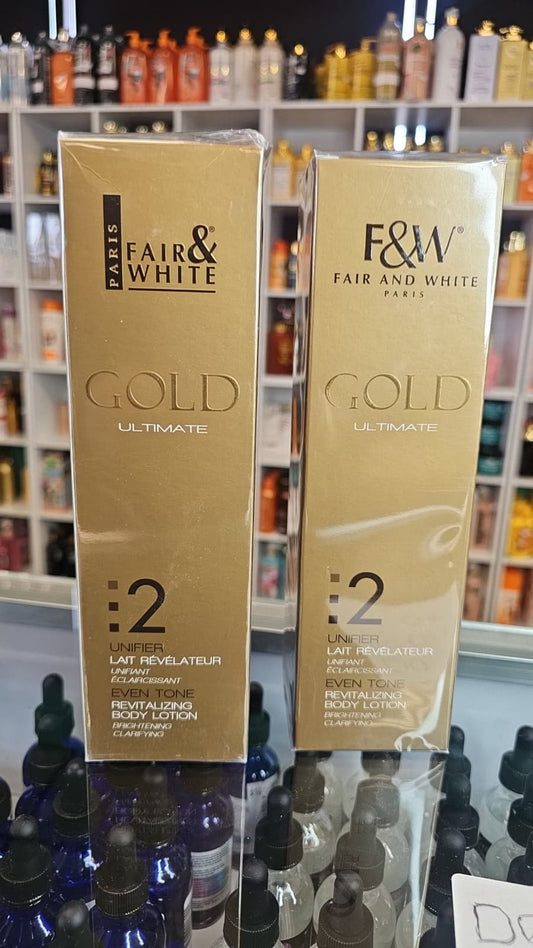 PARIS
FAIR&®
WHITE
GOLD
ULTIMATE
2
UNIFIER
LAIT RÉVÉLATEUR
UNIFIANT
ÉCLAIRCISSANT
EVEN TONE
REVITALIZING
BODY LOTION
BRIGHTENING
CLARIFYING
F&W®
FAIR AND WHITE
PARIS
GOLD
ULTIMATE
2
UNIFIER
LAIT RÉVÉLATEUR
UNIFIANT
ÉCLAIRCISSANT
EVEN TONE
REVITALIZING
BODY LOTION
BRIGHTENING
CLARIFYING